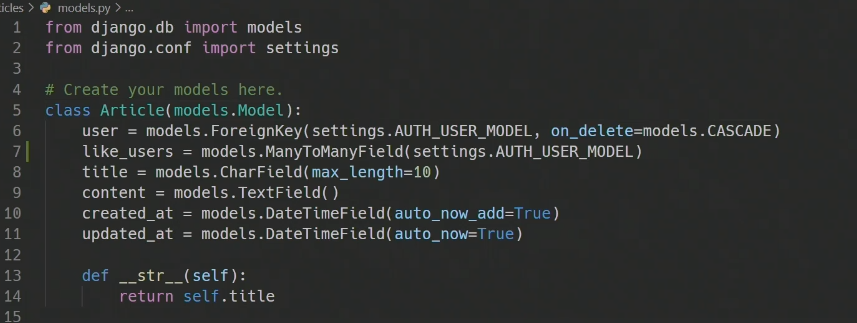 icles > models.py > ...
1 from django.db import models
2 from django.conf import settings
3
4 # Create your models here.
5 class Article(models.Model):
6     user = models.ForeignKey(settings.AUTH_USER_MODEL, on_delete=models.CASCADE)
7     like_users = models.ManyToManyField(settings.AUTH_USER_MODEL)
8     title = models.CharField(max_length=10)
9     content = models.TextField()
10     created_at = models.DateTimeField(auto_now_add=True)
11     updated_at = models.DateTimeField(auto_now=True)
12
13     def __str__(self):
14         return self.title
15